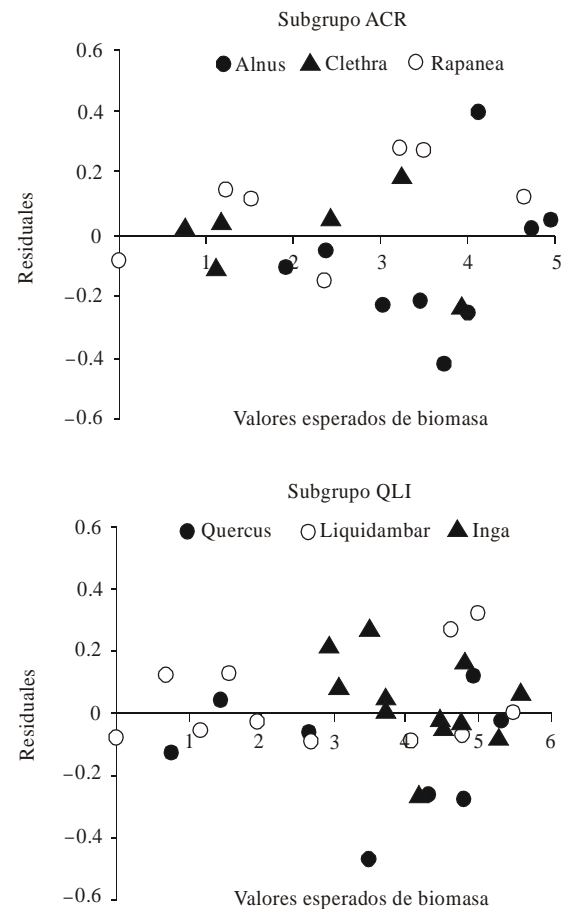 Subgrupo ACR
0.6
Alnus Clethra Rapanea
0.4
0.2
0
1 2 3 4 5
−0.2
−0.4
−0.6
Residuales
Valores esperados de biomasa
Subgrupo QLI
0.6
Quercus Liquidambar Inga
0.4
0.2
0
1 2 3 4 5 6
−0.2
−0.4
−0.6
Residuales
Valores esperados de biomasa